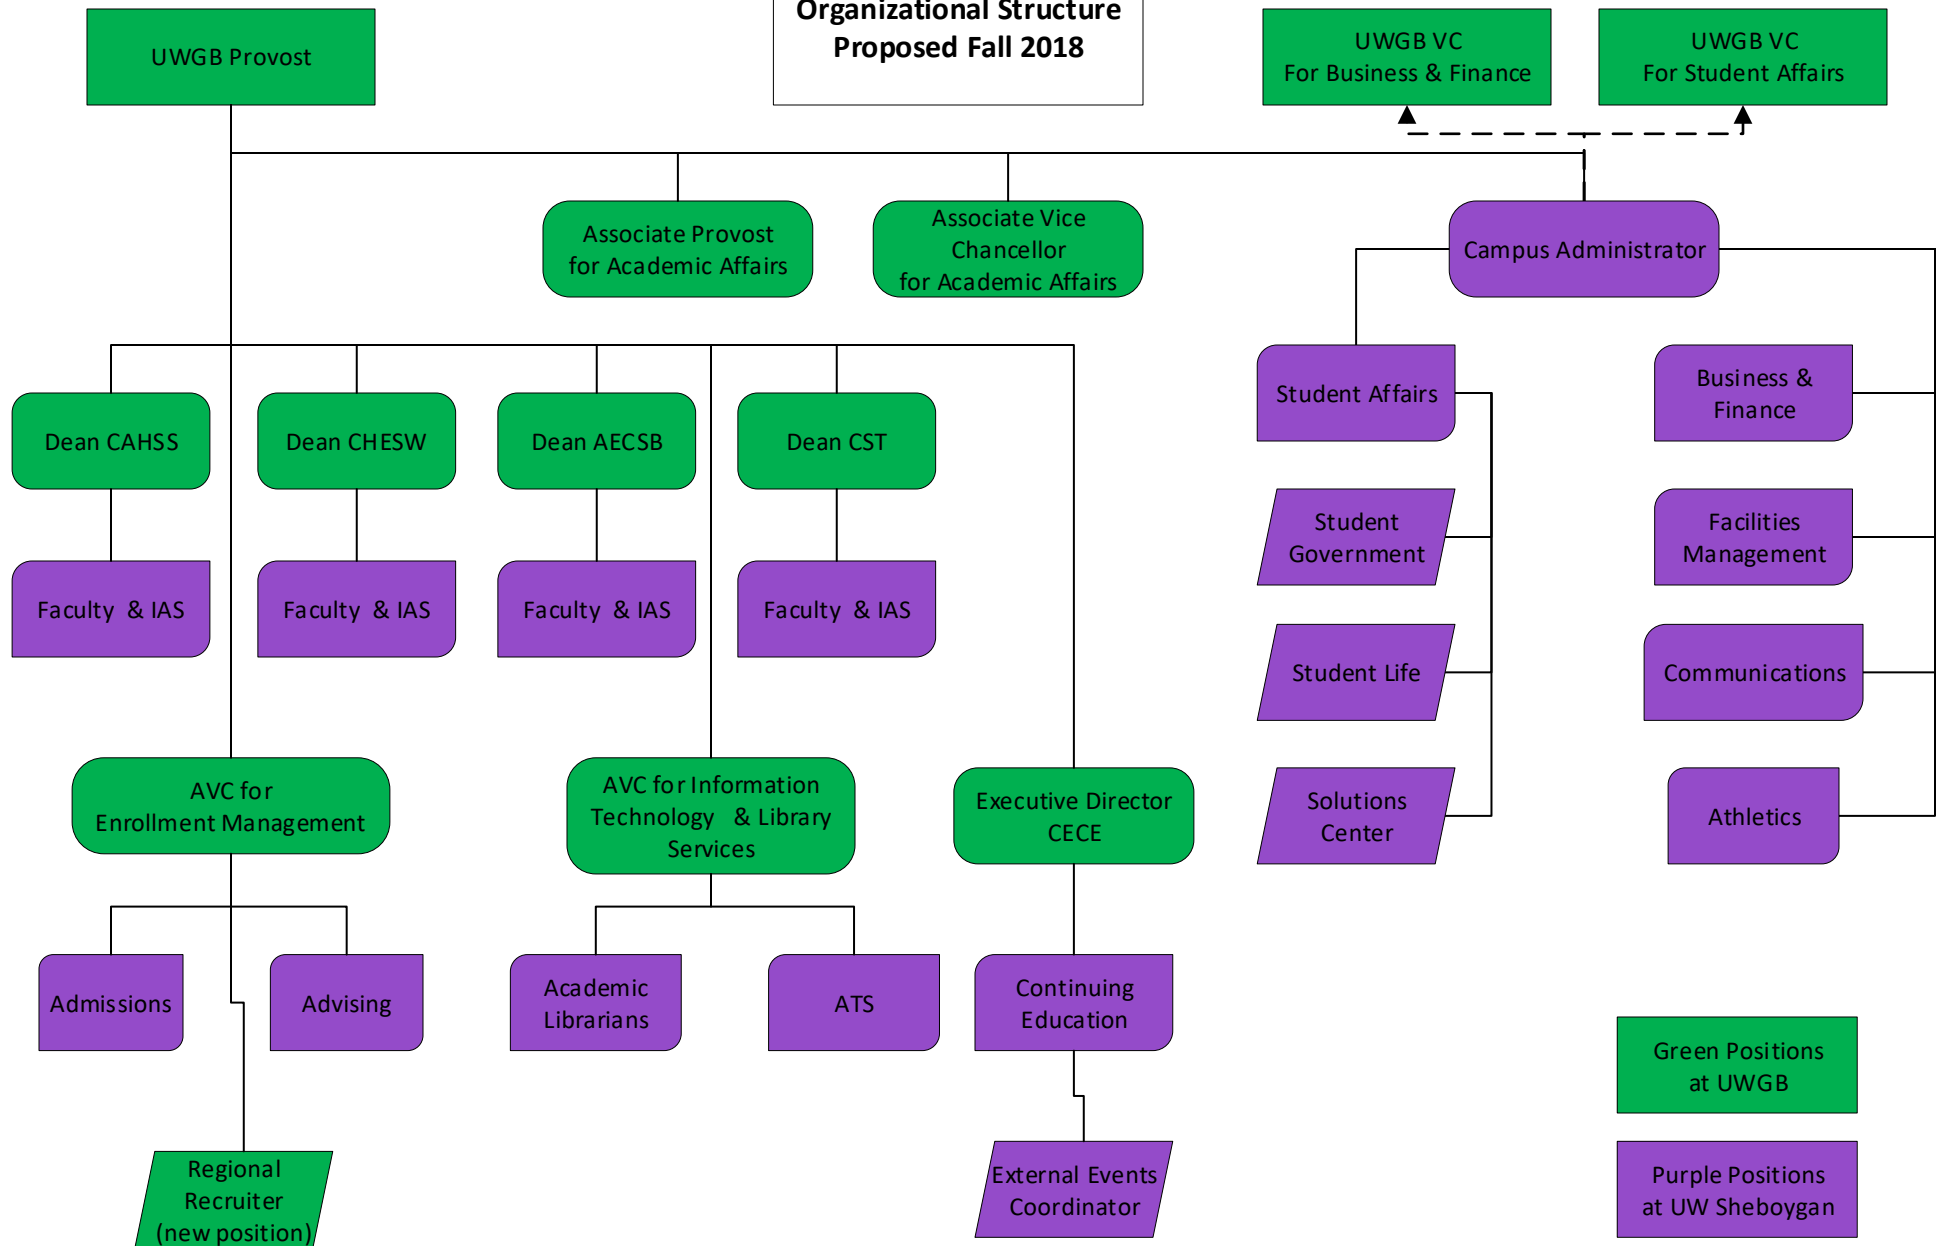 Organizational Structure
Proposed Fall 2018
UWGB Provost
UWGB VC
For Business & Finance
UWGB VC
For Student Affairs
Associate Provost
for Academic Affairs
Associate Vice
Chancellor
for Academic Affairs
Campus Administrator
Student Affairs
Business &
Finance
Dean CAHSS
Dean CHESW
Dean AECSB
Dean CST
Student
Government
Facilities
Management
Faculty & IAS
Faculty & IAS
Faculty & IAS
Faculty & IAS
Student Life
Communications
AVC for
Enrollment Management
AVC for Information
Technology & Library
Services
Executive Director
CECE
Solutions
Center
Athletics
Admissions
Advising
Academic
Librarians
ATS
Continuing
Education
Green Positions
at UWGB
Regional
Recruiter
(new position)
External Events
Coordinator
Purple Positions
at UW Sheboygan